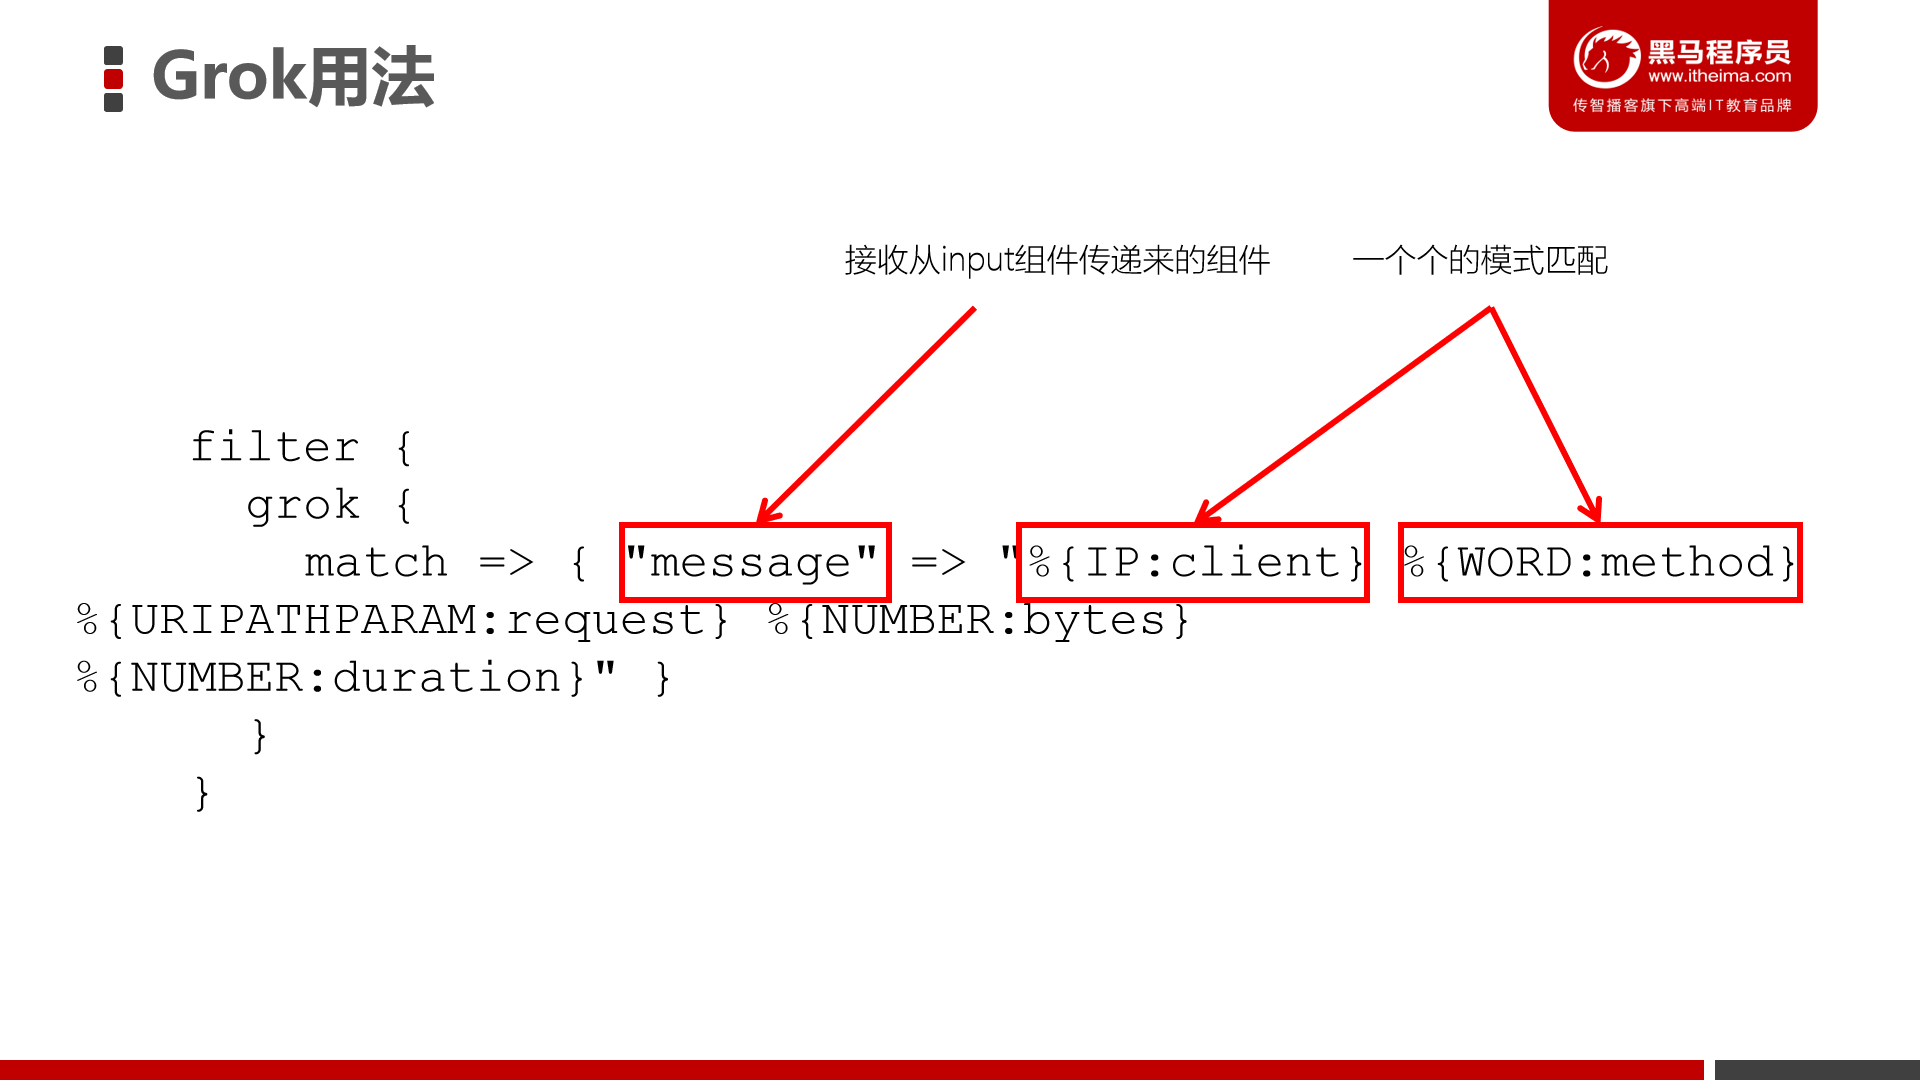 Grok用法
黑马程序员
www.itheima.com
传智播客旗下高端IT教育品牌
接收从input组件传递来的组件 一个个的模式匹配
filter {
grok {
match => { "message" => "%{IP:client} %{WORD:method}
%{URIPATHPARAM:request} %{NUMBER:bytes}
%{NUMBER:duration}" }
}
}